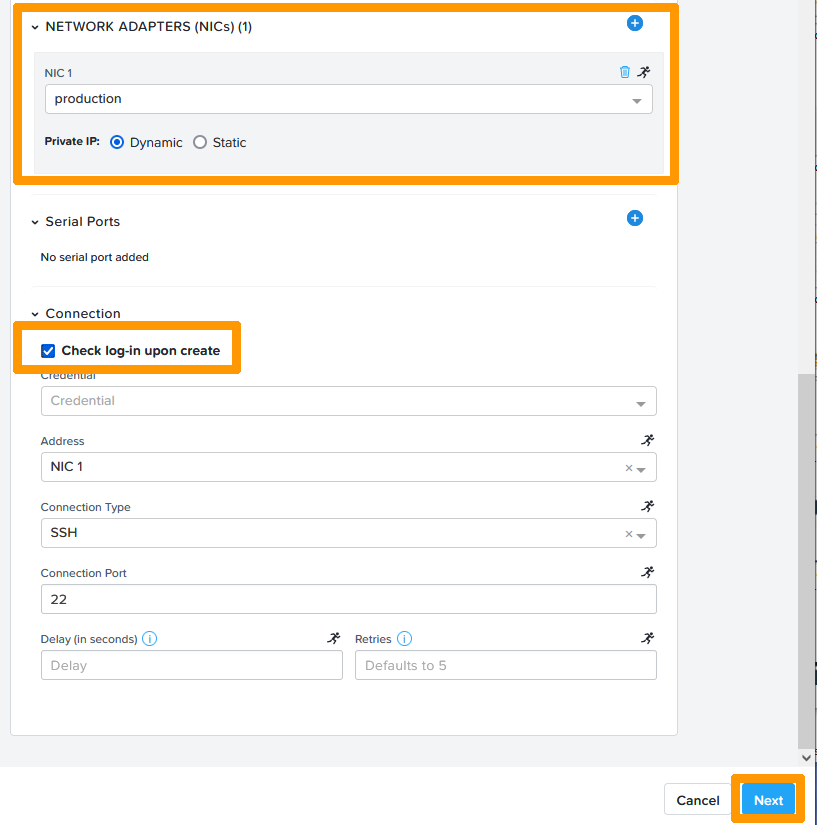 NETWORK ADAPTERS (NICs) (1)
NIC 1
production
Private IP: Dynamic Static
Serial Ports
No serial port added
Connection
Check log-in upon create
Credential
Credential
Address
NIC 1
Connection Type
SSH
Connection Port
22
Delay (in seconds) Retries
Delay Defaults to 5
Cancel Next